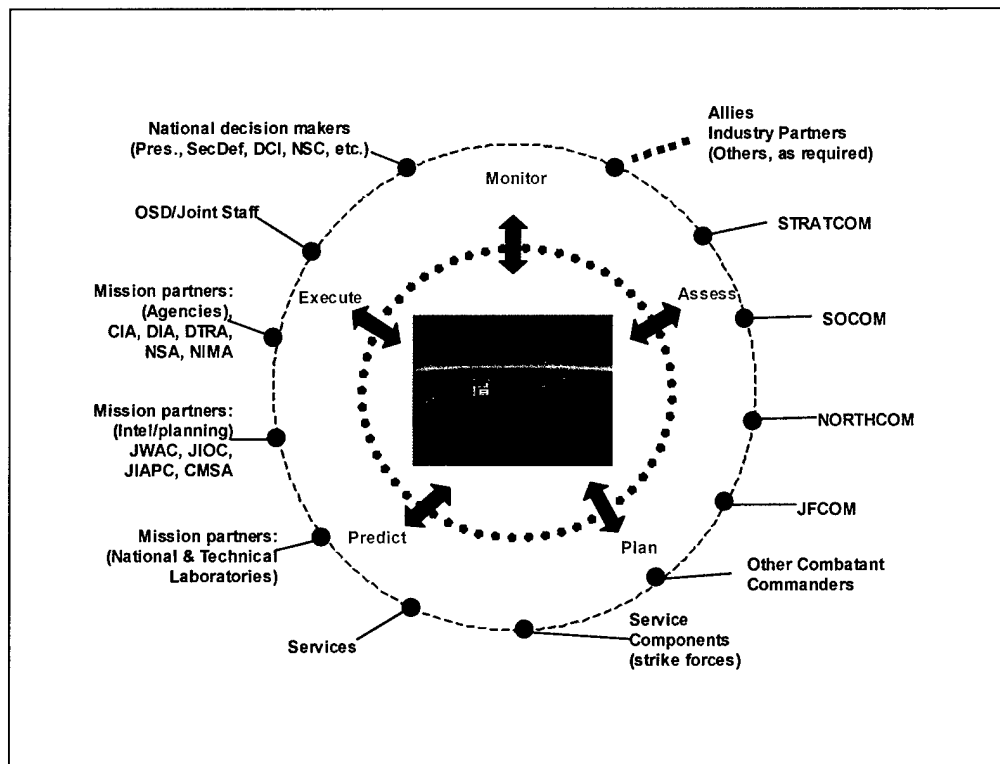 National decision makers
(Pres., SecDef, DCI, NSC, etc.)
Allies
Industry Partners
(Others, as required)
Monitor
OSD/Joint Staff
STRATCOM
Mission partners:
(Agencies),
CIA, DIA, DTRA,
NSA, NIMA
Execute
Assess
SOCOM
Mission partners:
(Intel/planning)
JWAC, JIOC,
JIAPC, CMSA
NORTHCOM
JFCOM
Mission partners:
(National & Technical
Laboratories)
Predict
Plan
Other Combatant
Commanders
Services
Service
Components
(strike forces)